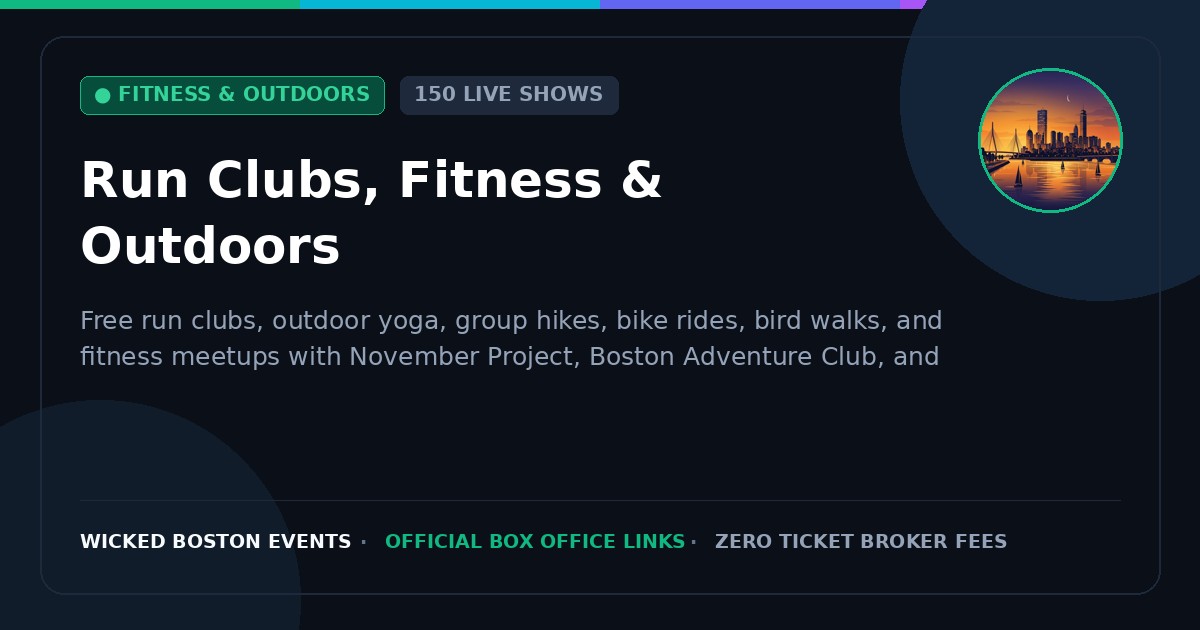 FITNESS & OUTDOORS
150 LIVE SHOWS
Run Clubs, Fitness &
Outdoors
Free run clubs, outdoor yoga, group hikes, bike rides, bird walks, and
fitness meetups with November Project, Boston Adventure Club, and
WICKED BOSTON EVENTS · OFFICIAL BOX OFFICE LINKS · ZERO TICKET BROKER FEES